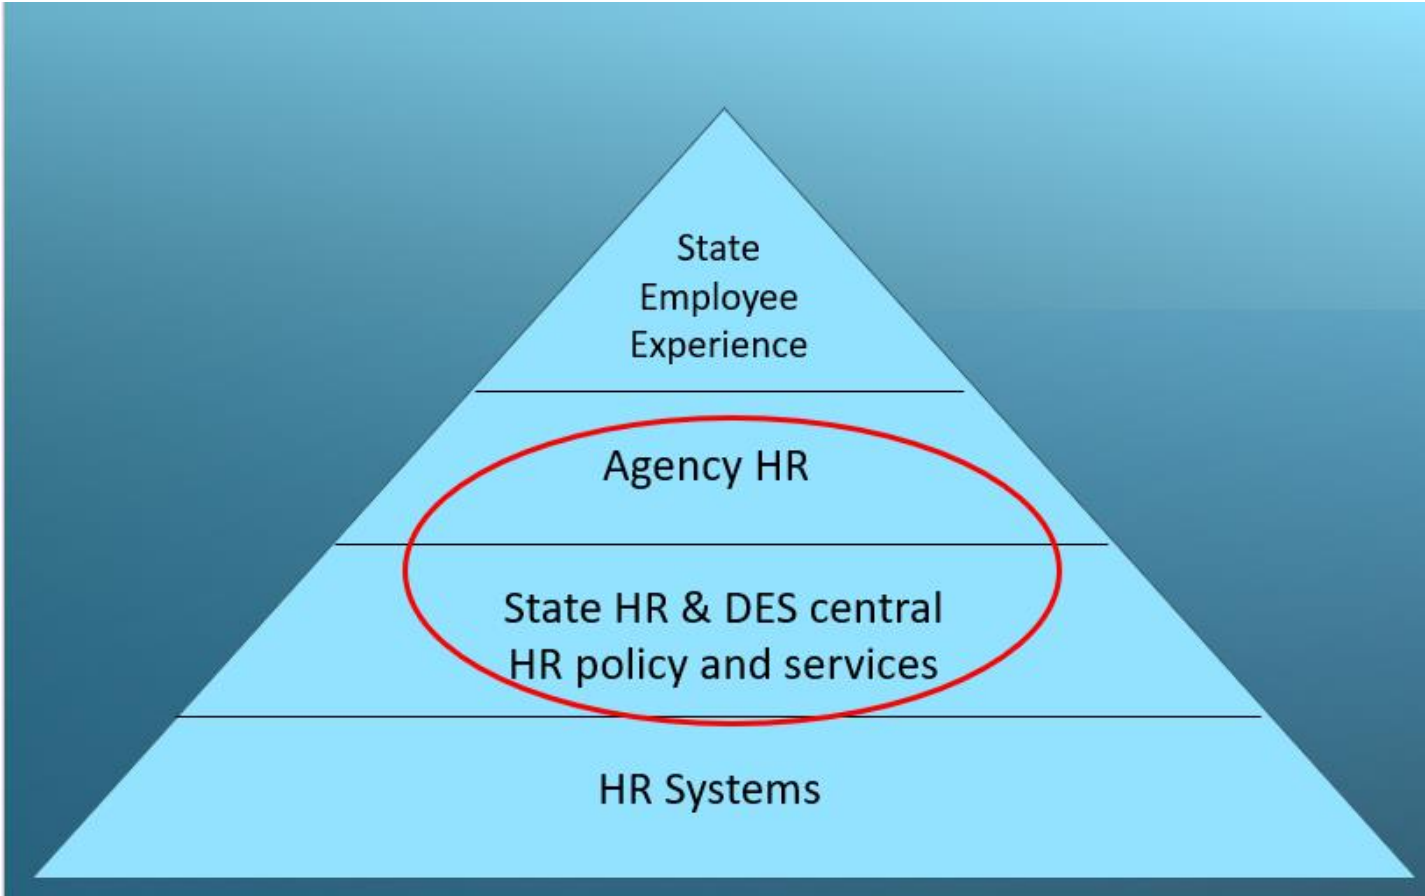 State
Employee
Experience
Agency HR
State HR & DES central
HR policy and services
HR Systems